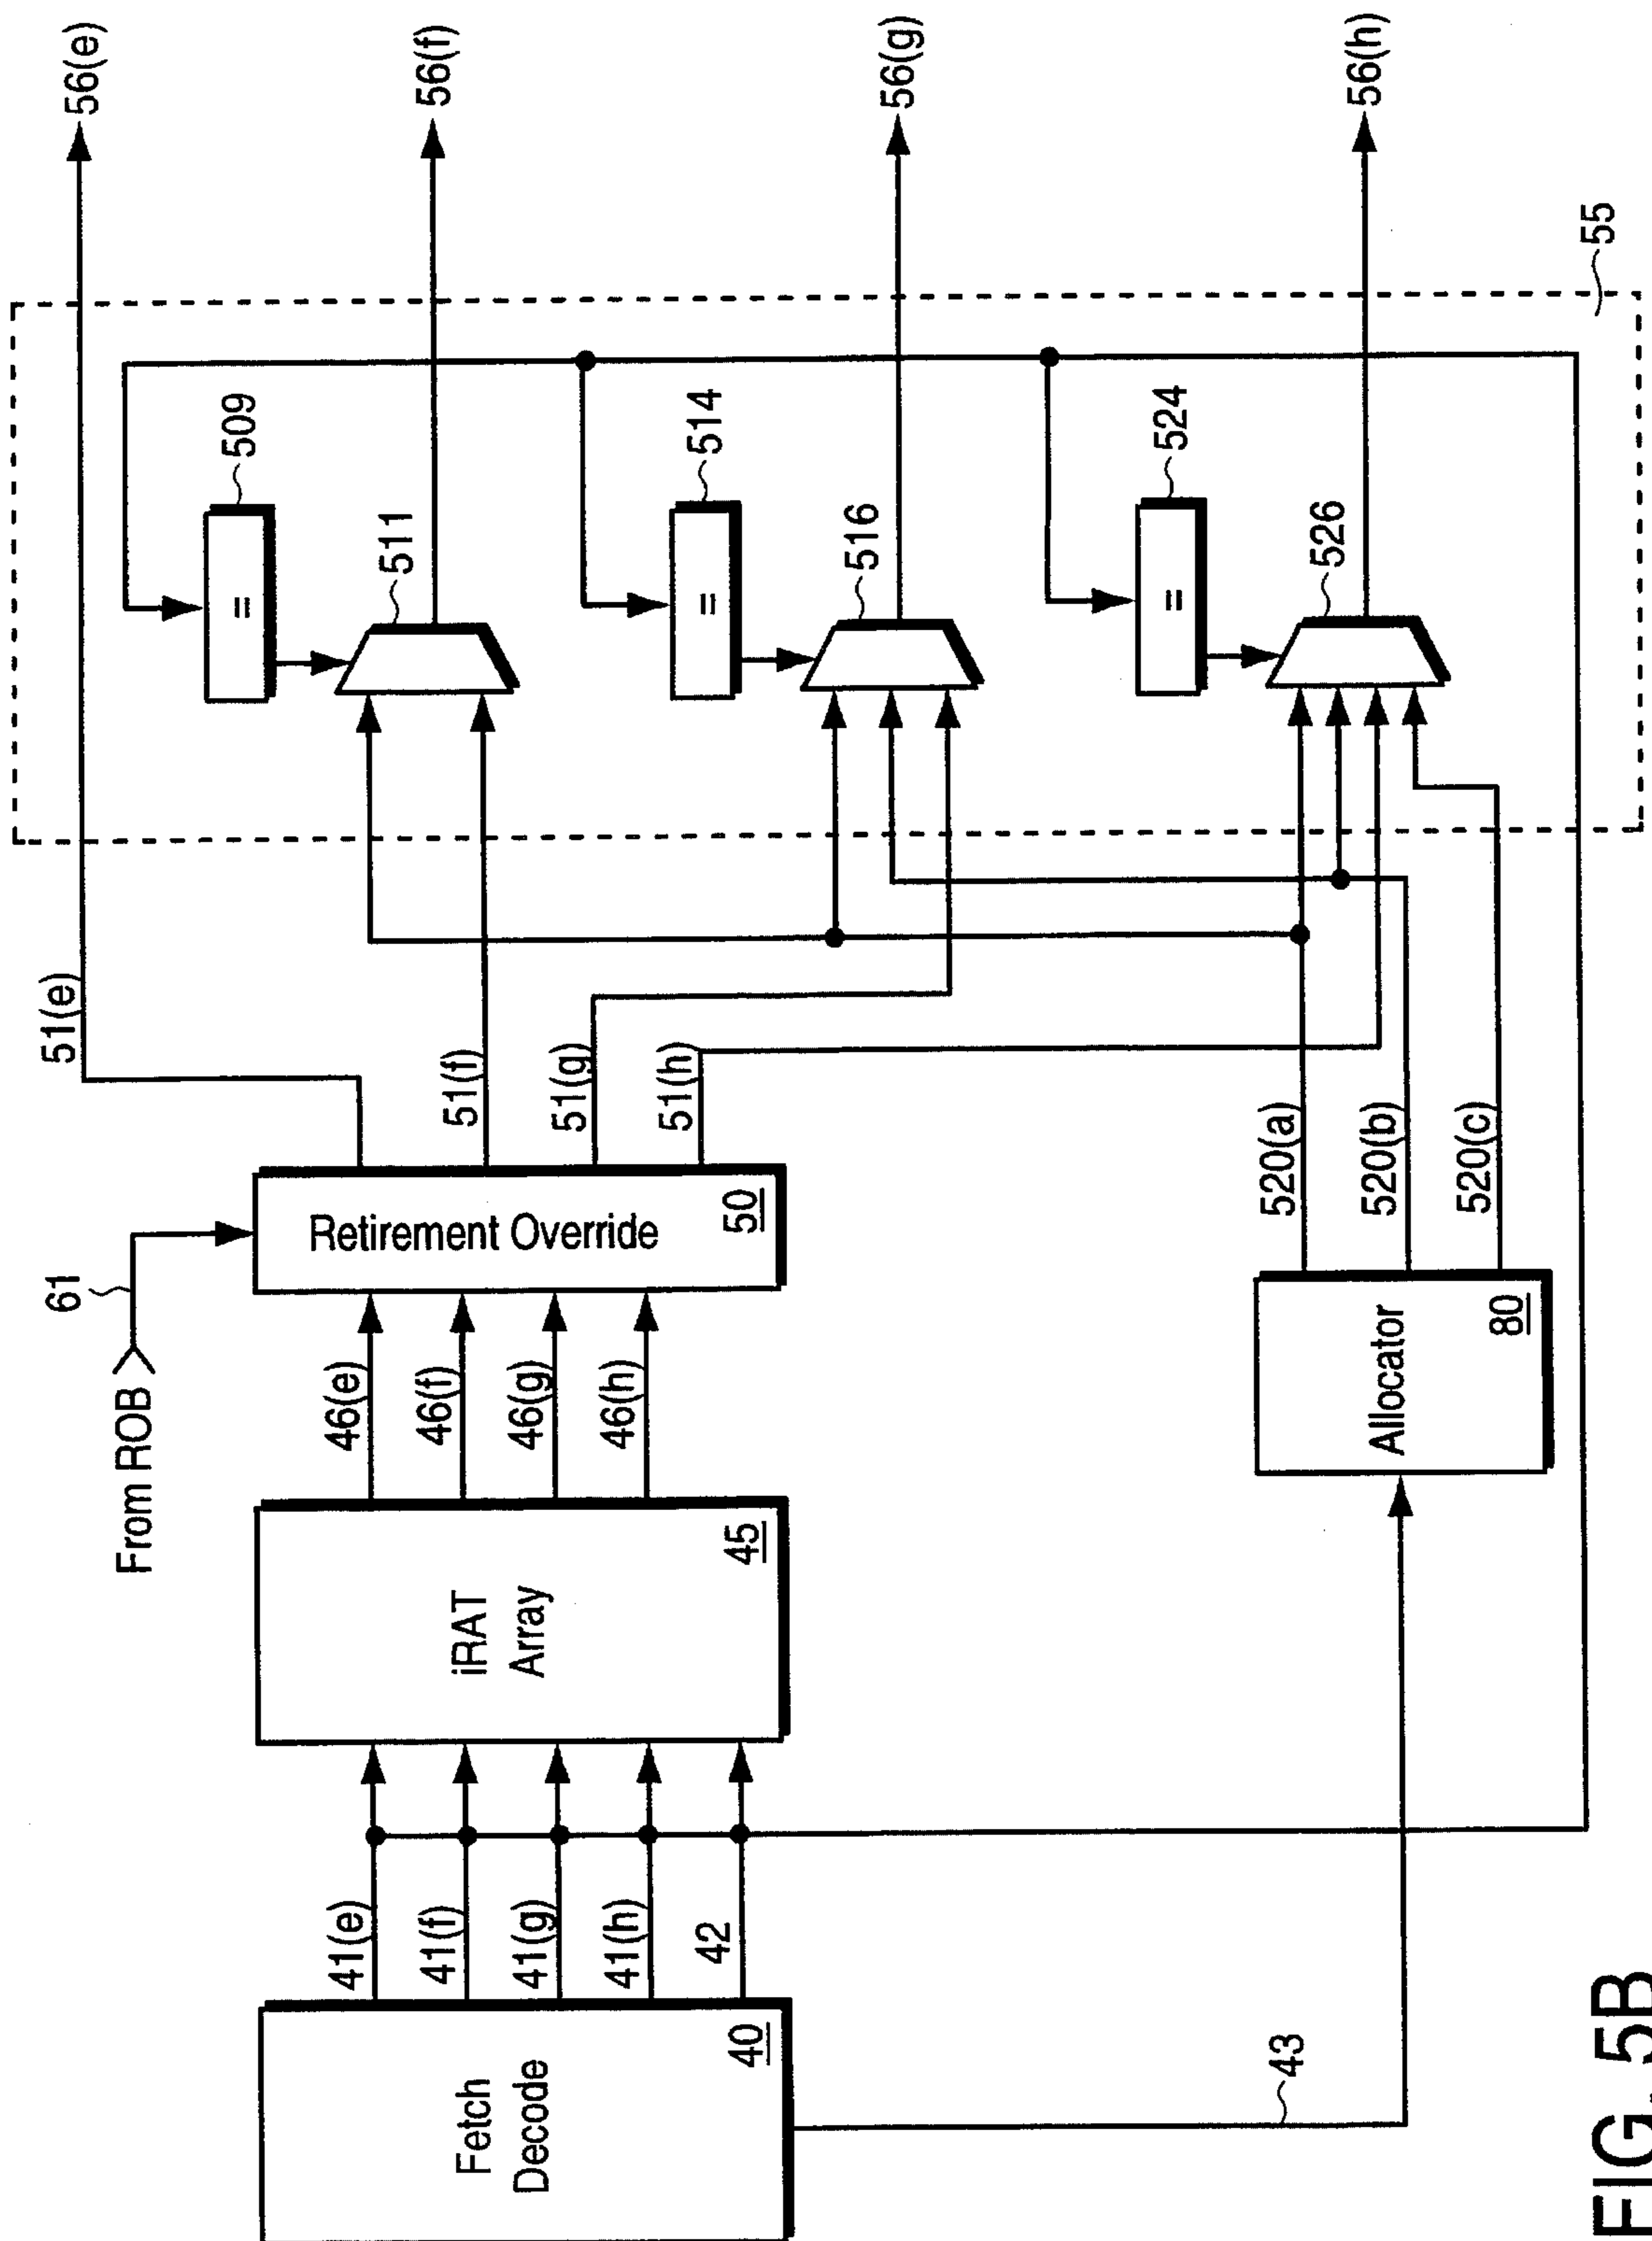 56(e)
56(f)
56(g)
56(h)
55
509
=
511
514
=
516
524
=
526
51(e)
51(f)
51(g)
51(h)
520(a)
520(b)
520(c)
61
From ROB
Retirement Override
50
46(e)
46(f)
46(g)
46(h)
Allocator
80
iRAT
Array
45
41(e)
41(f)
41(g)
41(h)
42
Fetch
Decode
40
43
FIG. 5B